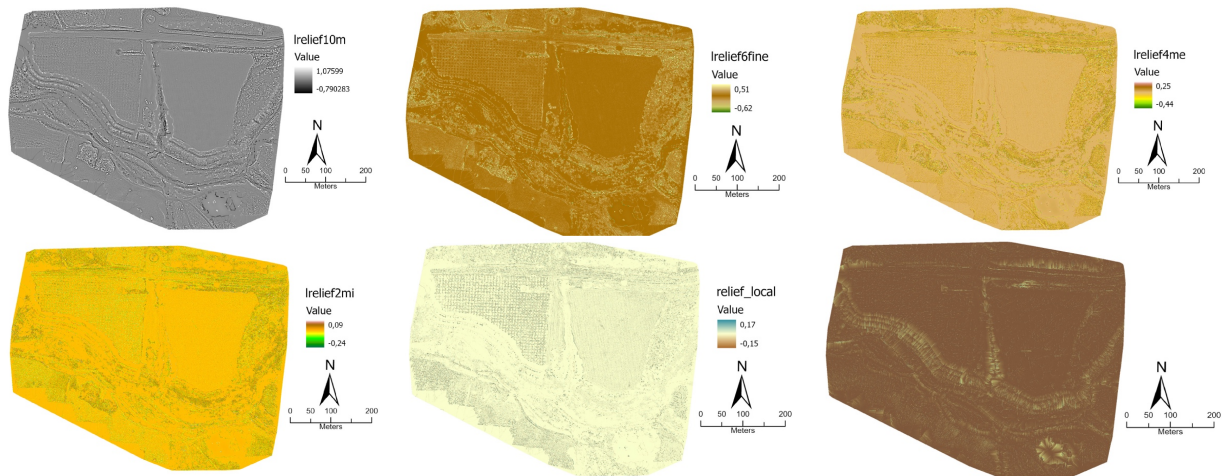 lrelief10m
Value
1,07599
-0,790283
N
0 50 100 200
Meters
lrelief6fine
Value
0,51
-0,62
N
0 50 100 200
Meters
lrelief4me
Value
0,25
-0,44
N
0 50 100 200
Meters
lrelief2mi
Value
0,09
-0,24
N
0 50 100 200
Meters
relief_local
Value
0,17
-0,15
N
0 50 100 200
Meters
N
0 50 100 200
Meters